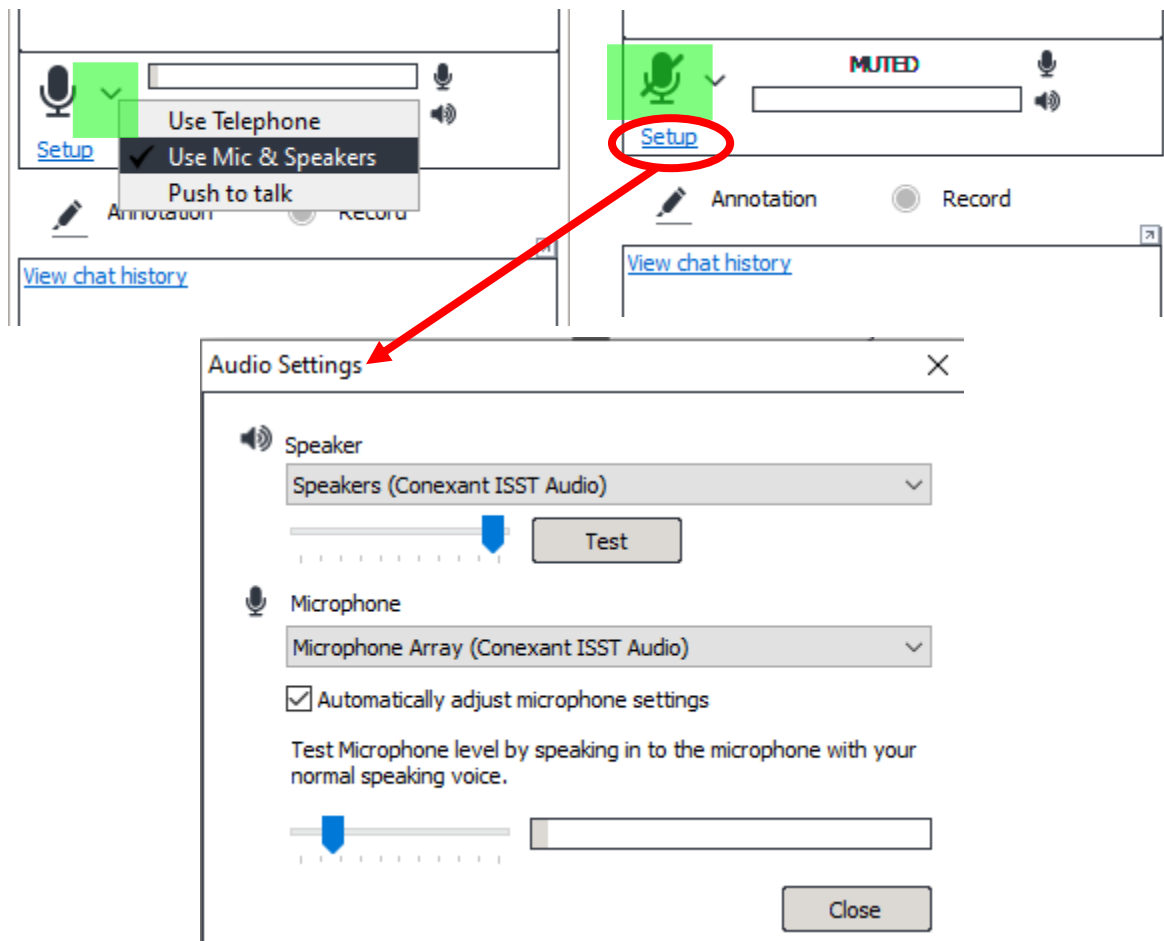 Use Telephone
Setup
Use Mic & Speakers
Push to talk
Annotation
Record
View chat history
MUTED
Setup
Annotation
Record
View chat history
Audio Settings
Speaker
Speakers (Conexant ISST Audio)
Test
Microphone
Microphone Array (Conexant ISST Audio)
Automatically adjust microphone settings
Test Microphone level by speaking in to the microphone with your
normal speaking voice.
Close